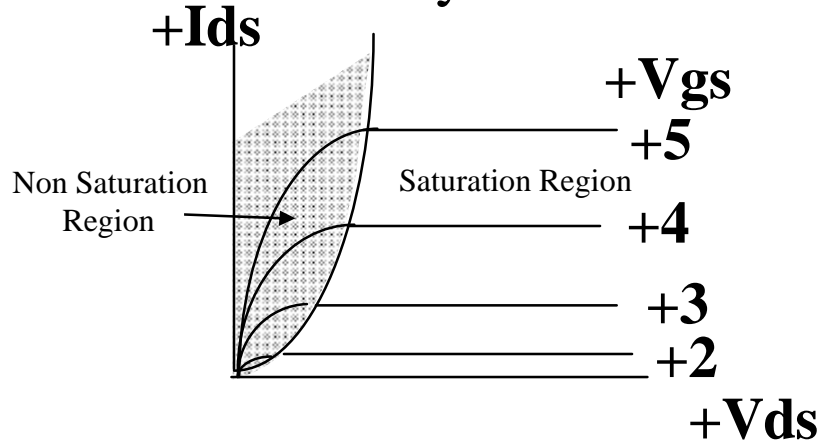 +Ids
+Vgs
+5
Non Saturation
Region
Saturation Region
+4
+3
+2
+Vds